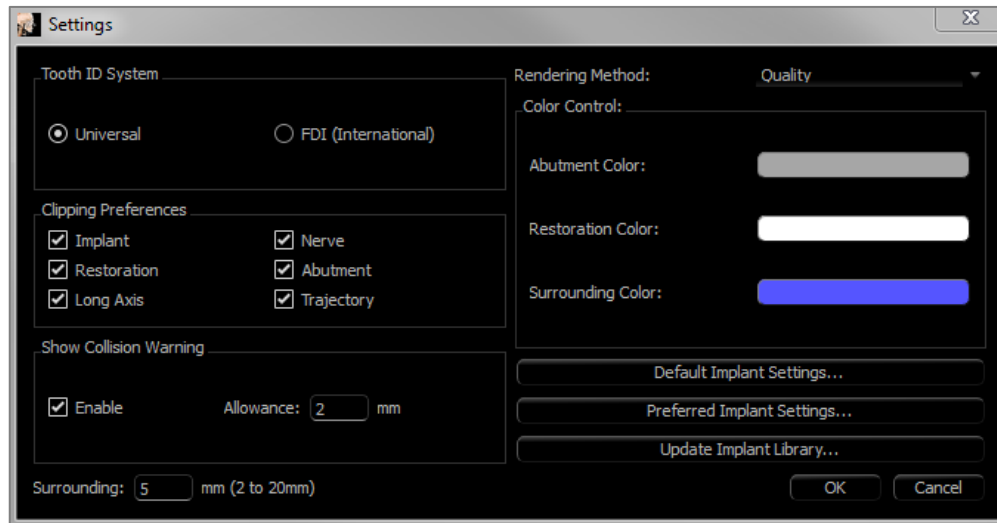 Settings
Tooth ID System
Universal
FDI (International)
Clipping Preferences
Implant
Nerve
Restoration
Abutment
Long Axis
Trajectory
Show Collision Warning
Enable
Allowance: 2 mm
Surrounding: 5 mm (2 to 20mm)
Rendering Method: Quality
Color Control:
Abutment Color:
Restoration Color:
Surrounding Color:
Default Implant Settings...
Preferred Implant Settings...
Update Implant Library...
OK
Cancel